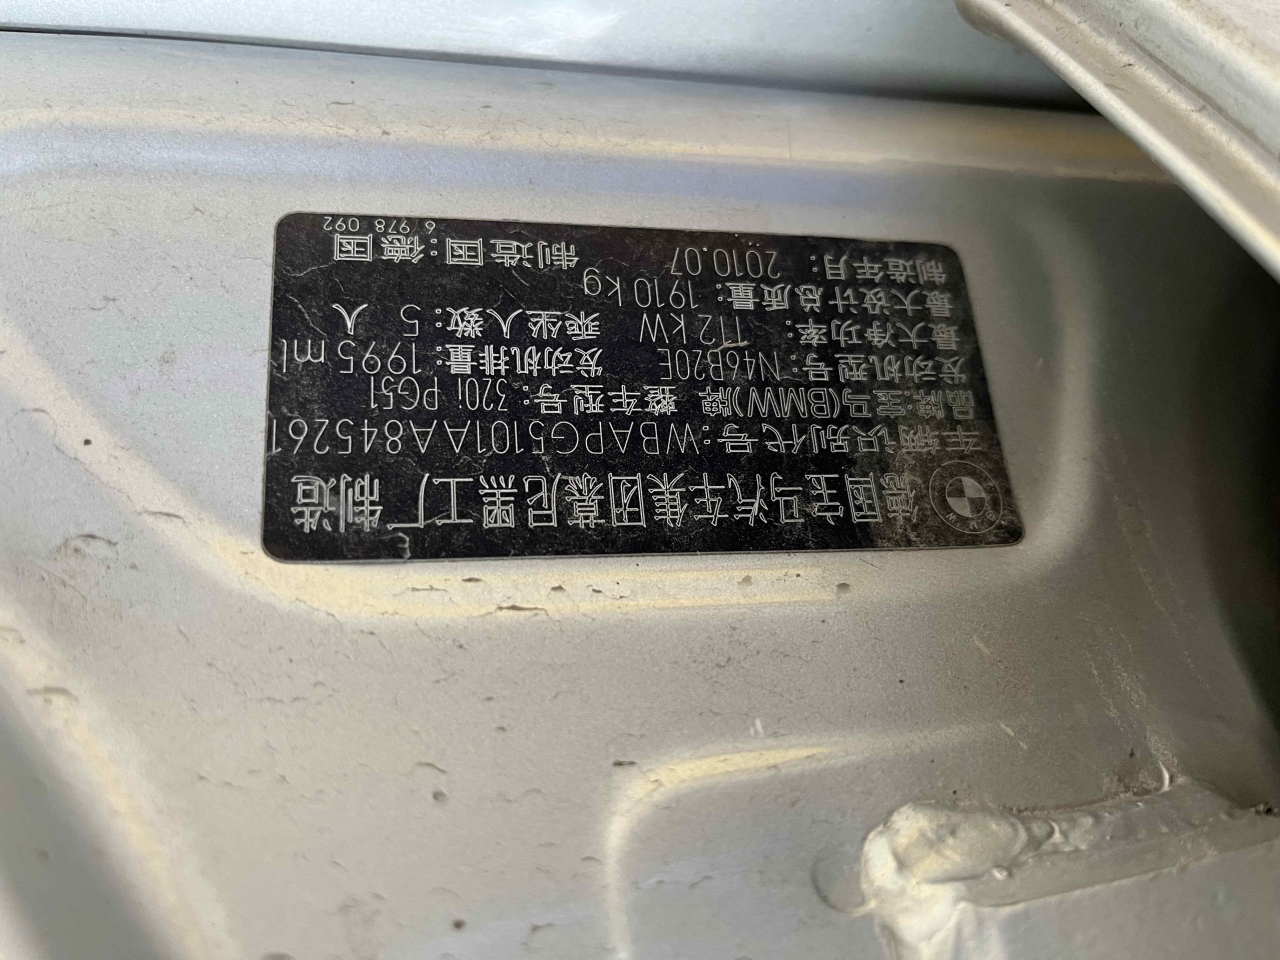 德国宝马汽车集团慕尼黑工厂 制造
车辆识别代号:WBAPG5101AA845261
品牌:宝马(BMW)牌 整车型号:320i PG51
发动机型号:N46B20E 发动机排量:1995ml
最大净功率: 112kW 乘坐人数: 5 人
最大设计总质量:1910kg
制造年月: 2010.07 制造国:德国
6 978 092